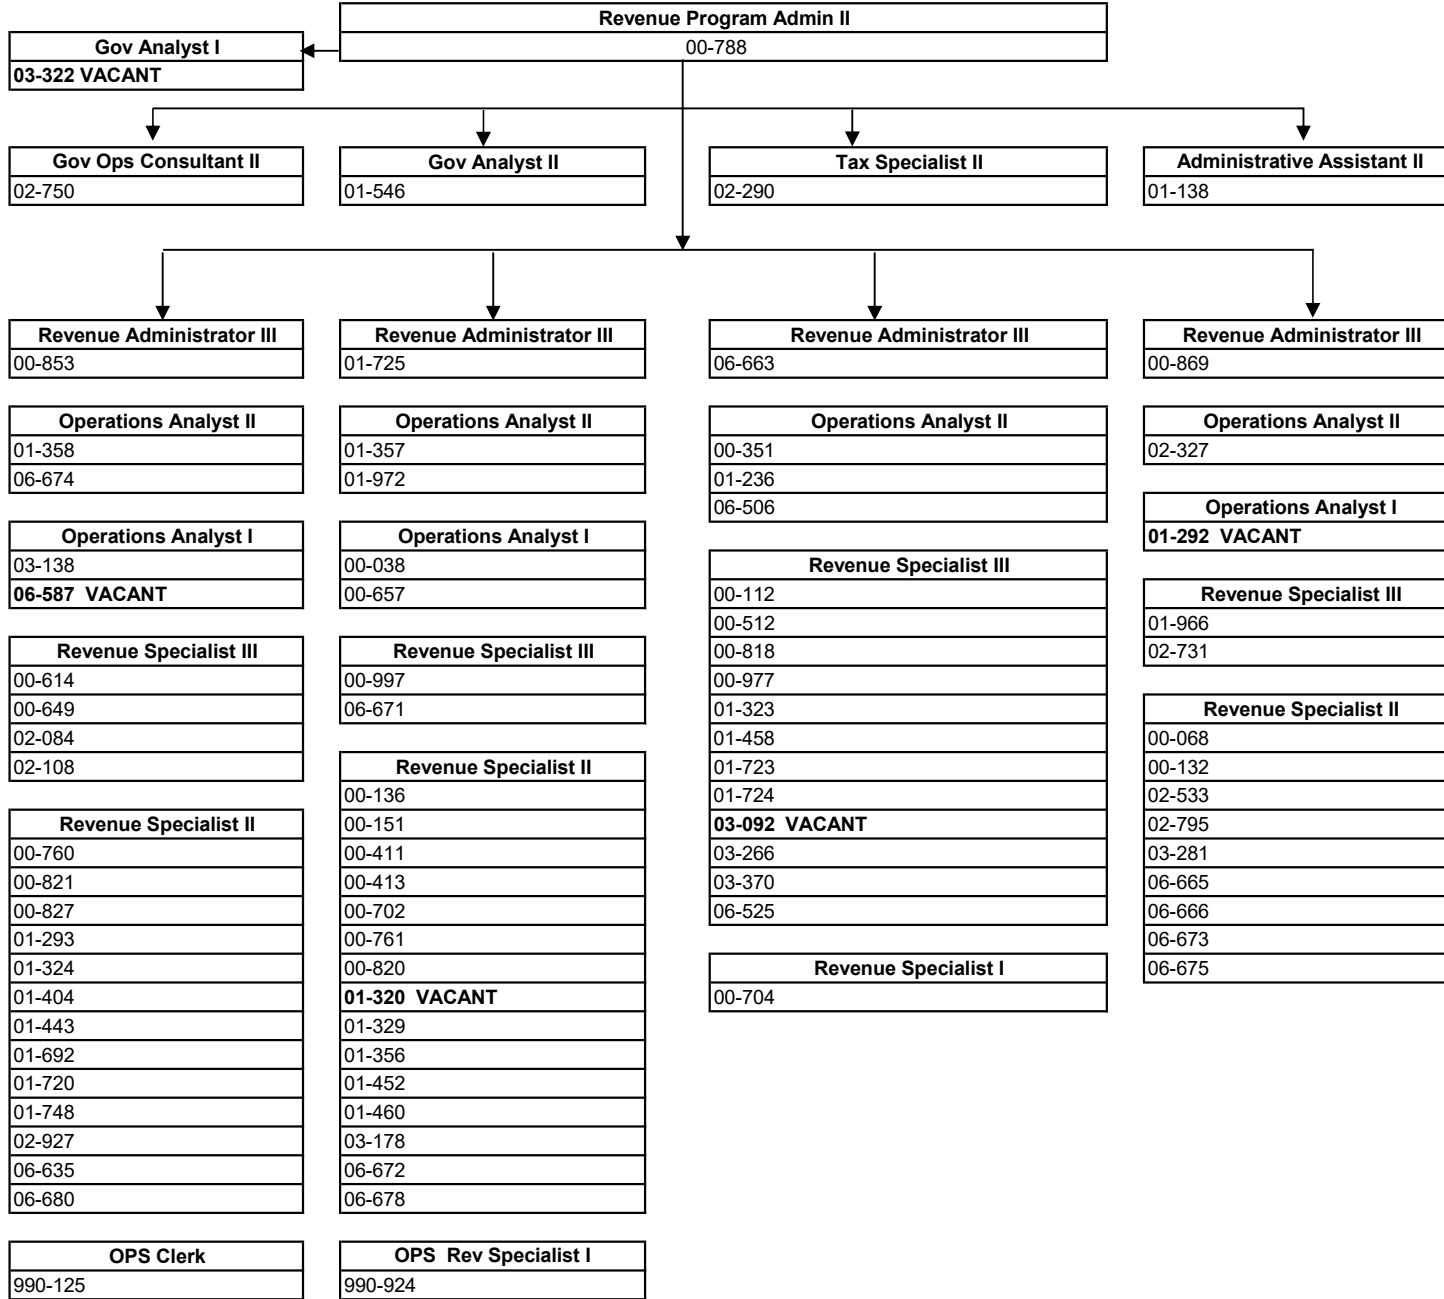 Revenue Program Admin II
00-788
Gov Analyst I
03-322 VACANT
Gov Ops Consultant II
02-750
Gov Analyst II
01-546
Tax Specialist II
02-290
Administrative Assistant II
01-138
Revenue Administrator III
00-853
Operations Analyst II
01-358
06-674
Operations Analyst I
03-138
06-587 VACANT
Revenue Specialist III
00-614
00-649
02-084
02-108
Revenue Specialist II
00-760
00-821
00-827
01-293
01-324
01-404
01-443
01-692
01-720
01-748
02-927
06-635
06-680
OPS Clerk
990-125
Revenue Administrator III
01-725
Operations Analyst II
01-357
01-972
Operations Analyst I
00-038
00-657
Revenue Specialist III
00-997
06-671
Revenue Specialist II
00-136
00-151
00-411
00-413
00-702
00-761
00-820
01-320 VACANT
01-329
01-356
01-452
01-460
03-178
06-672
06-678
OPS Rev Specialist I
990-924
Revenue Administrator III
06-663
Operations Analyst II
00-351
01-236
06-506
Revenue Specialist III
00-112
00-512
00-818
00-977
01-323
01-458
01-723
01-724
03-092 VACANT
03-266
03-370
06-525
Revenue Specialist I
00-704
Revenue Administrator III
00-869
Operations Analyst II
02-327
Operations Analyst I
01-292 VACANT
Revenue Specialist III
01-966
02-731
Revenue Specialist II
00-068
00-132
02-533
02-795
03-281
06-665
06-666
06-673
06-675